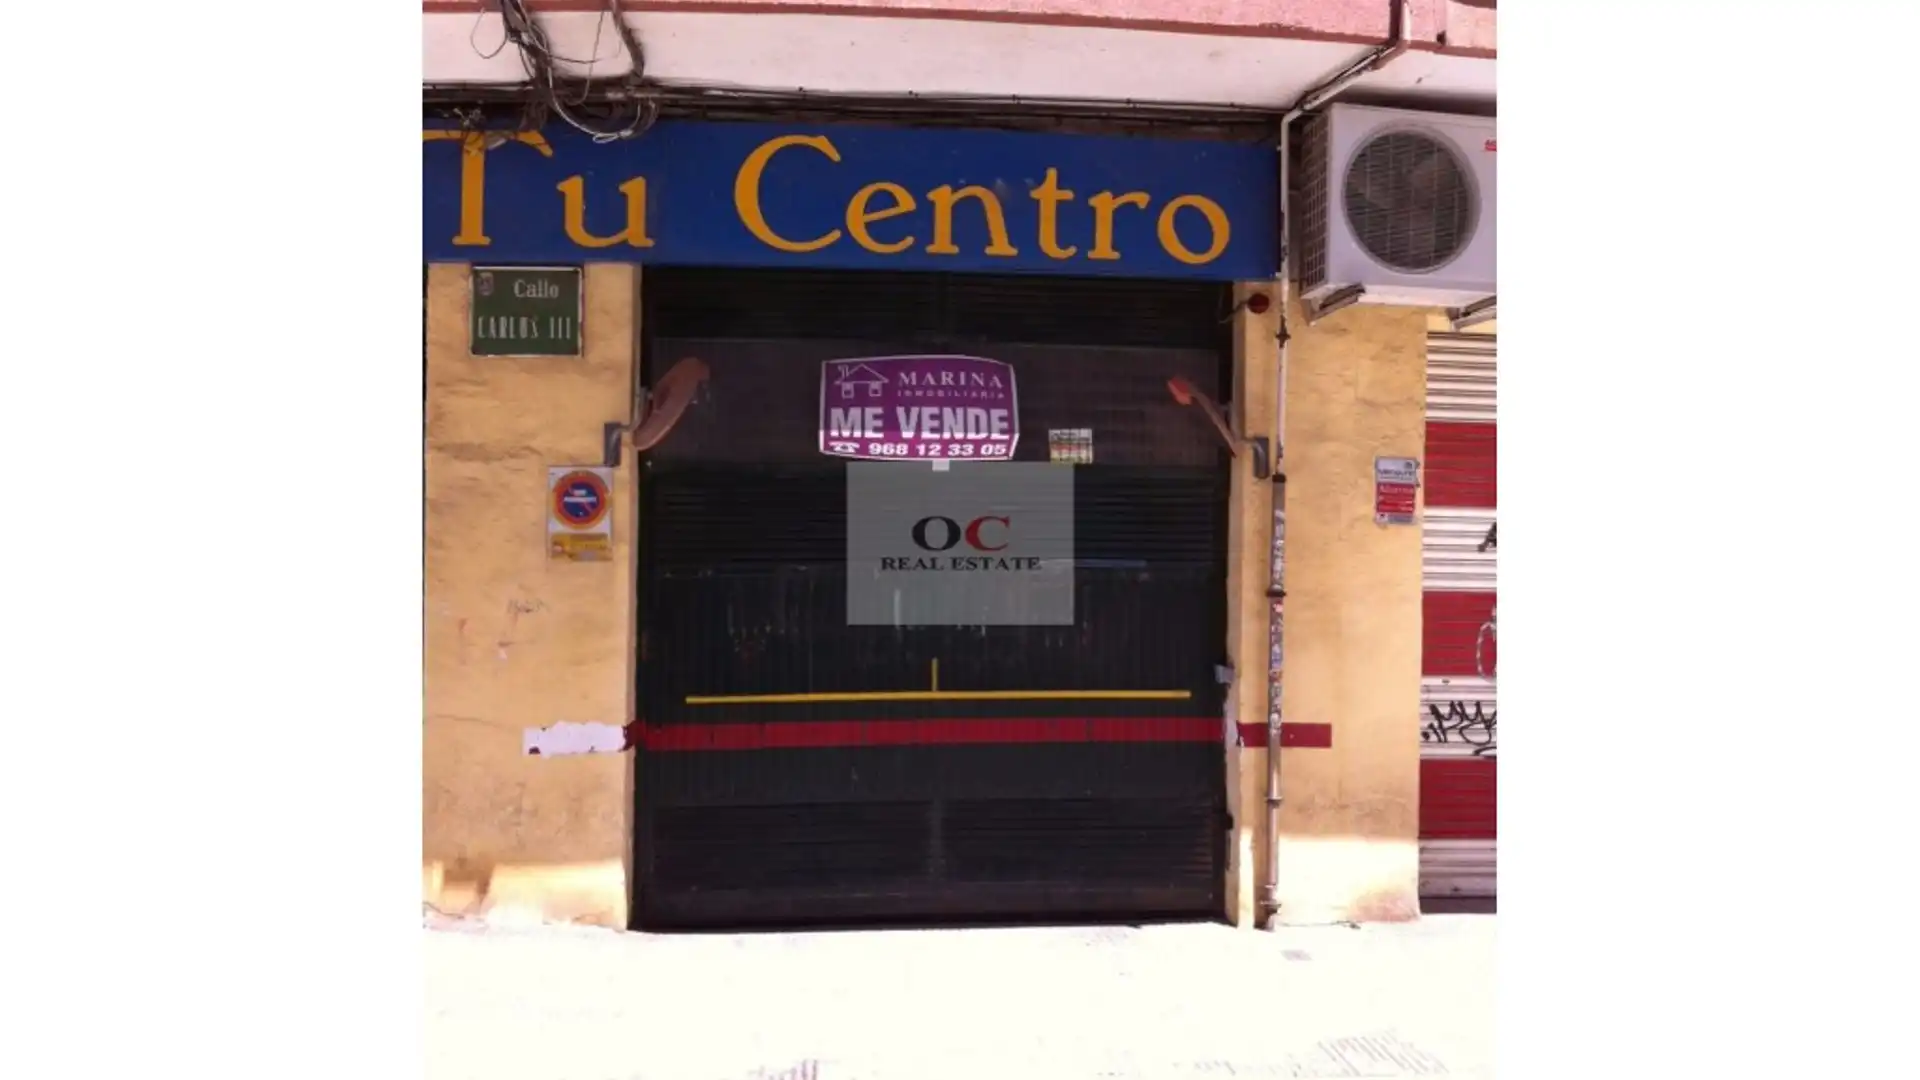 Tu Centro
Calle
CARLOS III
MARINA
INMOBILIARIA
ME VENDE
968 12 33 05
OC
REAL ESTATE